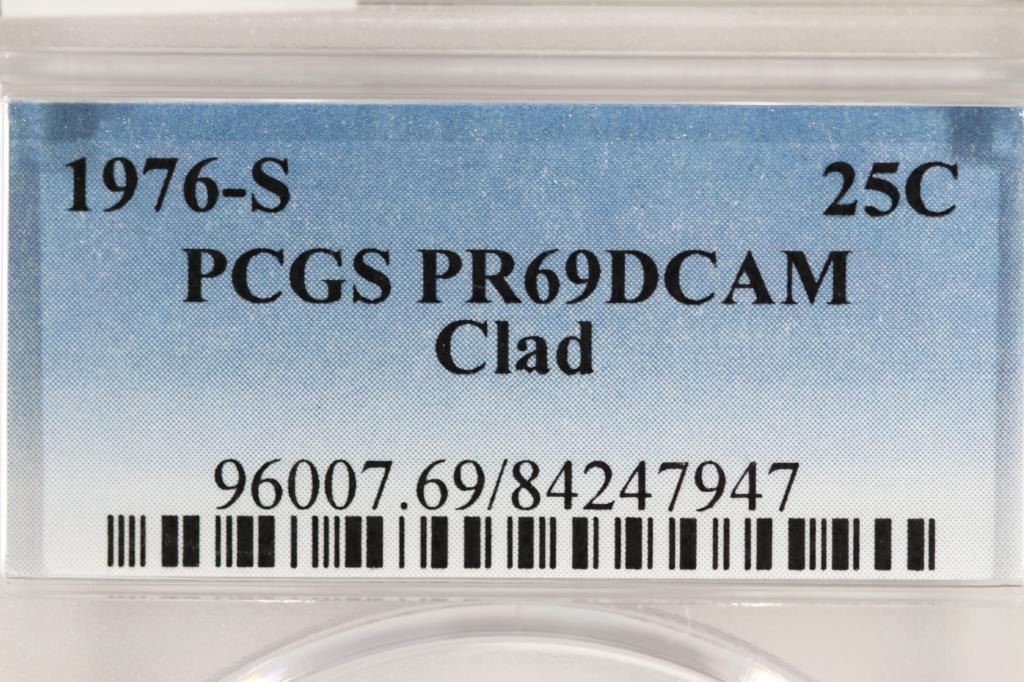 1976-S 25C
PCGS PR69DCAM
Clad
96007.69/84247947